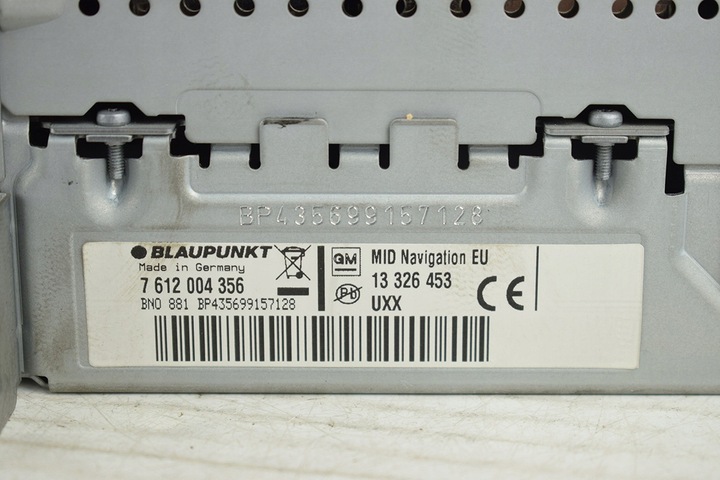 BP435699157128
BLAUPUNKT
Made in Germany
7 612 004 356
BNO 881 BP435699157128
GM
Pb
MID Navigation EU
13 326 453
UXX
CE